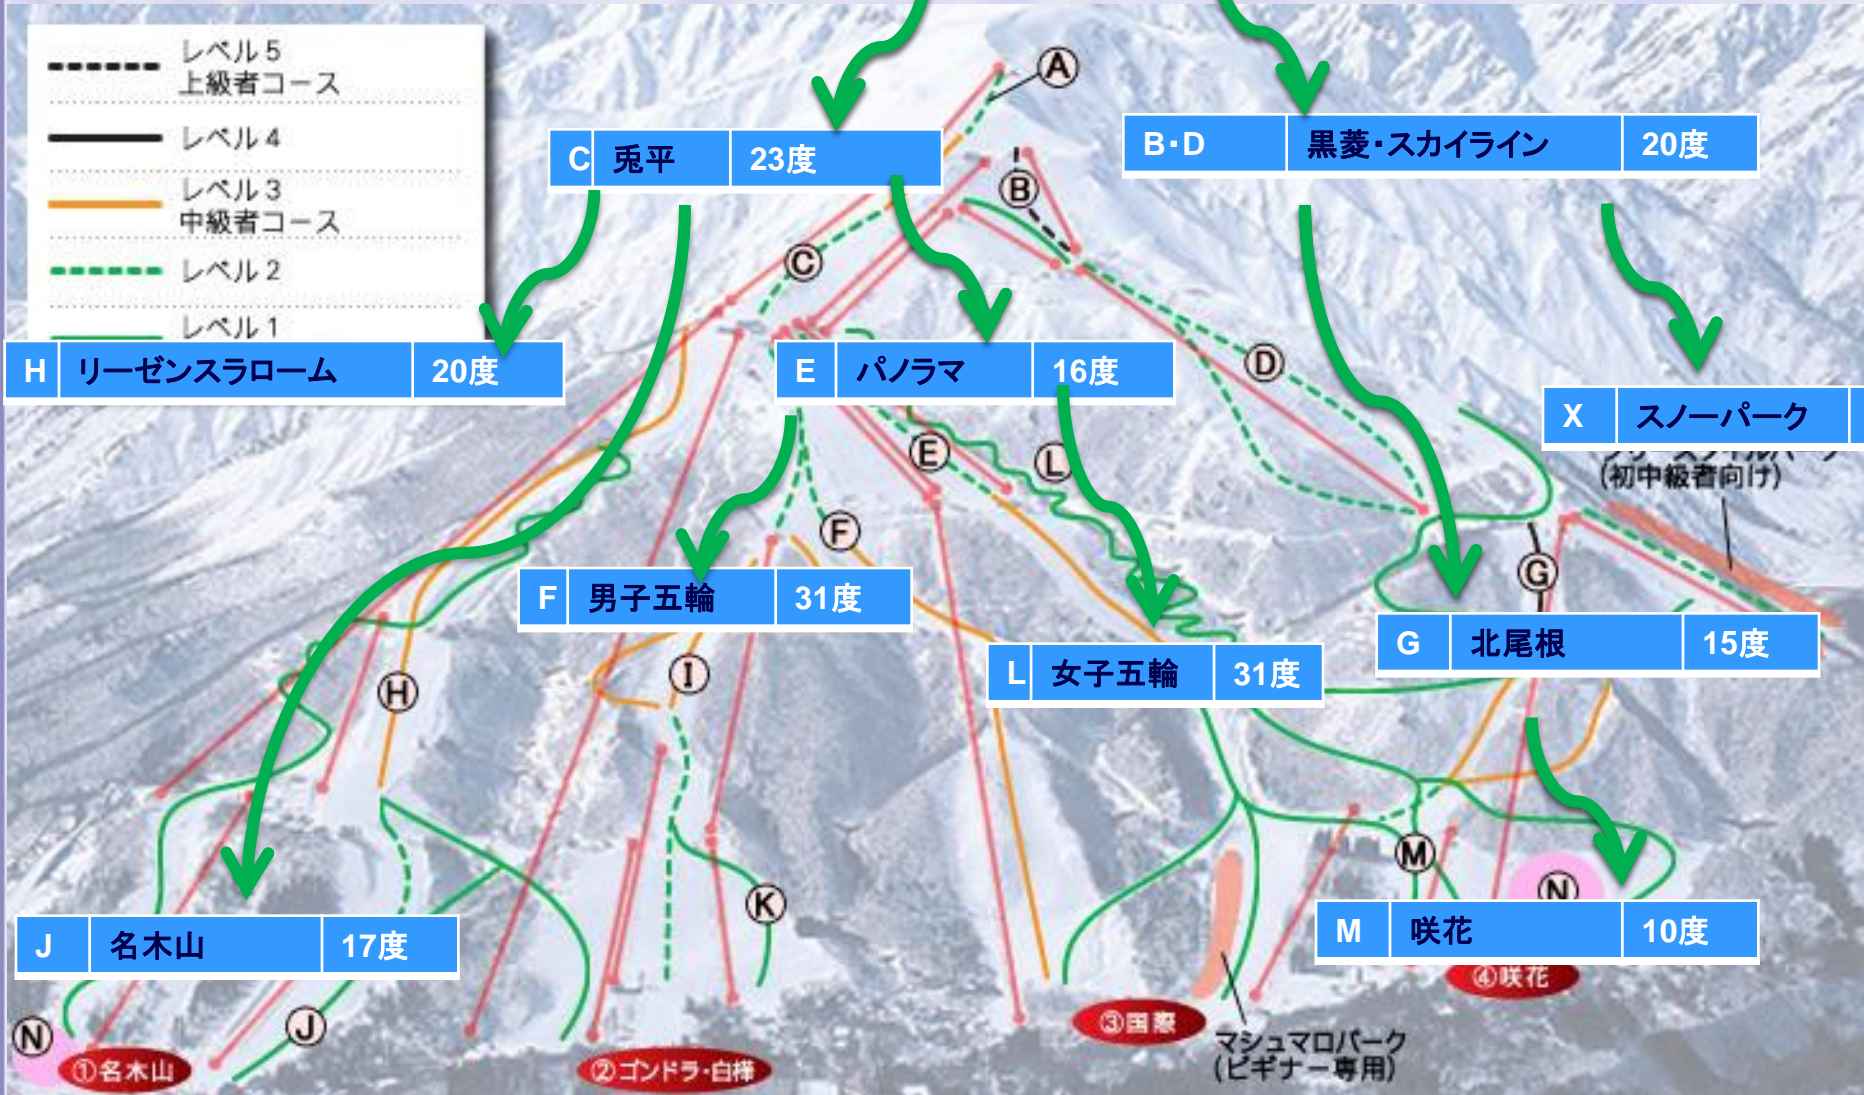 レベル 5
上級者コース
レベル 4
レベル 3
中級者コース
レベル 2
レベル 1
A
C 兎平 23度
B・D 黒菱・スカイライン 20度
B
C
D
H リーゼンスラローム 20度
E パノラマ 16度
X スノーパーク
(初中級者向け)
E
L
F
G
F 男子五輪 31度
G 北尾根 15度
L 女子五輪 31度
H
I
M
N
K
J 名木山 17度
M 咲花 10度
④咲花
N
J
①名木山
②ゴンドラ・白樺
③国際
マシュマロパーク
(ビギナー専用)